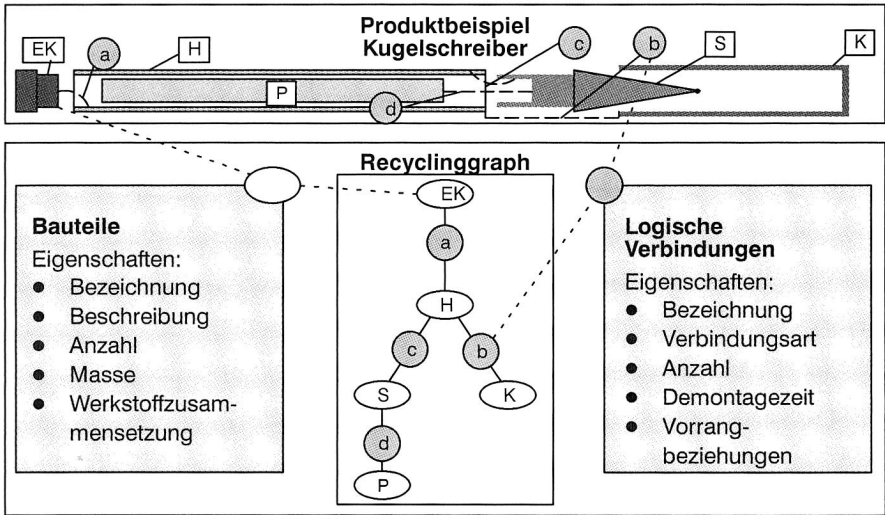 Produktbeispiel
Kugelschreiber
EK
a
H
P
d
c
b
S
K
Recyclinggraph
Bauteile
Eigenschaften:
● Bezeichnung
● Beschreibung
● Anzahl
● Masse
● Werkstoffzusam-
mensetzung
EK
a
H
c
b
S
K
d
P
Logische
Verbindungen
Eigenschaften:
● Bezeichnung
● Verbindungsart
● Anzahl
● Demontagezeit
● Vorrang-
beziehungen